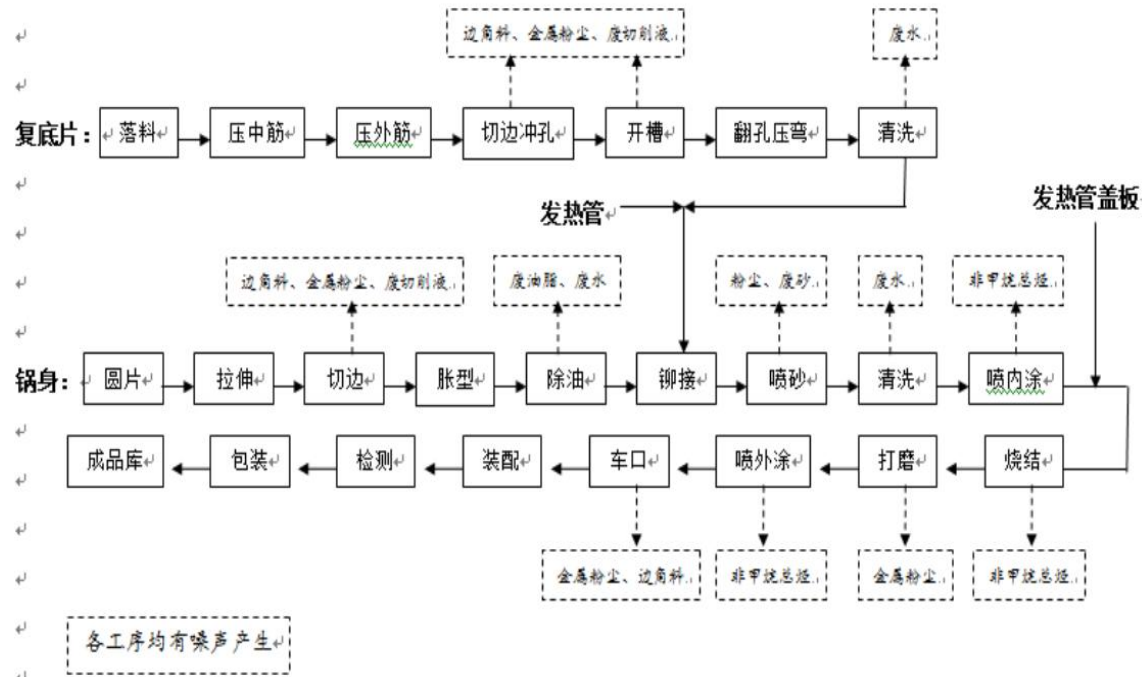 边角料、金属粉尘、废切削液 废水
复底片： 落料 压中筋 压外筋 切边冲孔 开槽 翻孔压弯 清洗
发热管 发热管盖板
边角料、金属粉尘、废切削液 废油脂、废水 粉尘、废砂 废水 非甲烷总烃
锅身： 圆片 拉伸 切边 胀型 除油 铆接 喷砂 清洗 喷内涂
成品库 包装 检测 装配 车口 喷外涂 打磨 烧结
金属粉尘、边角料 非甲烷总烃 金属粉尘 非甲烷总烃
各工序均有噪声产生